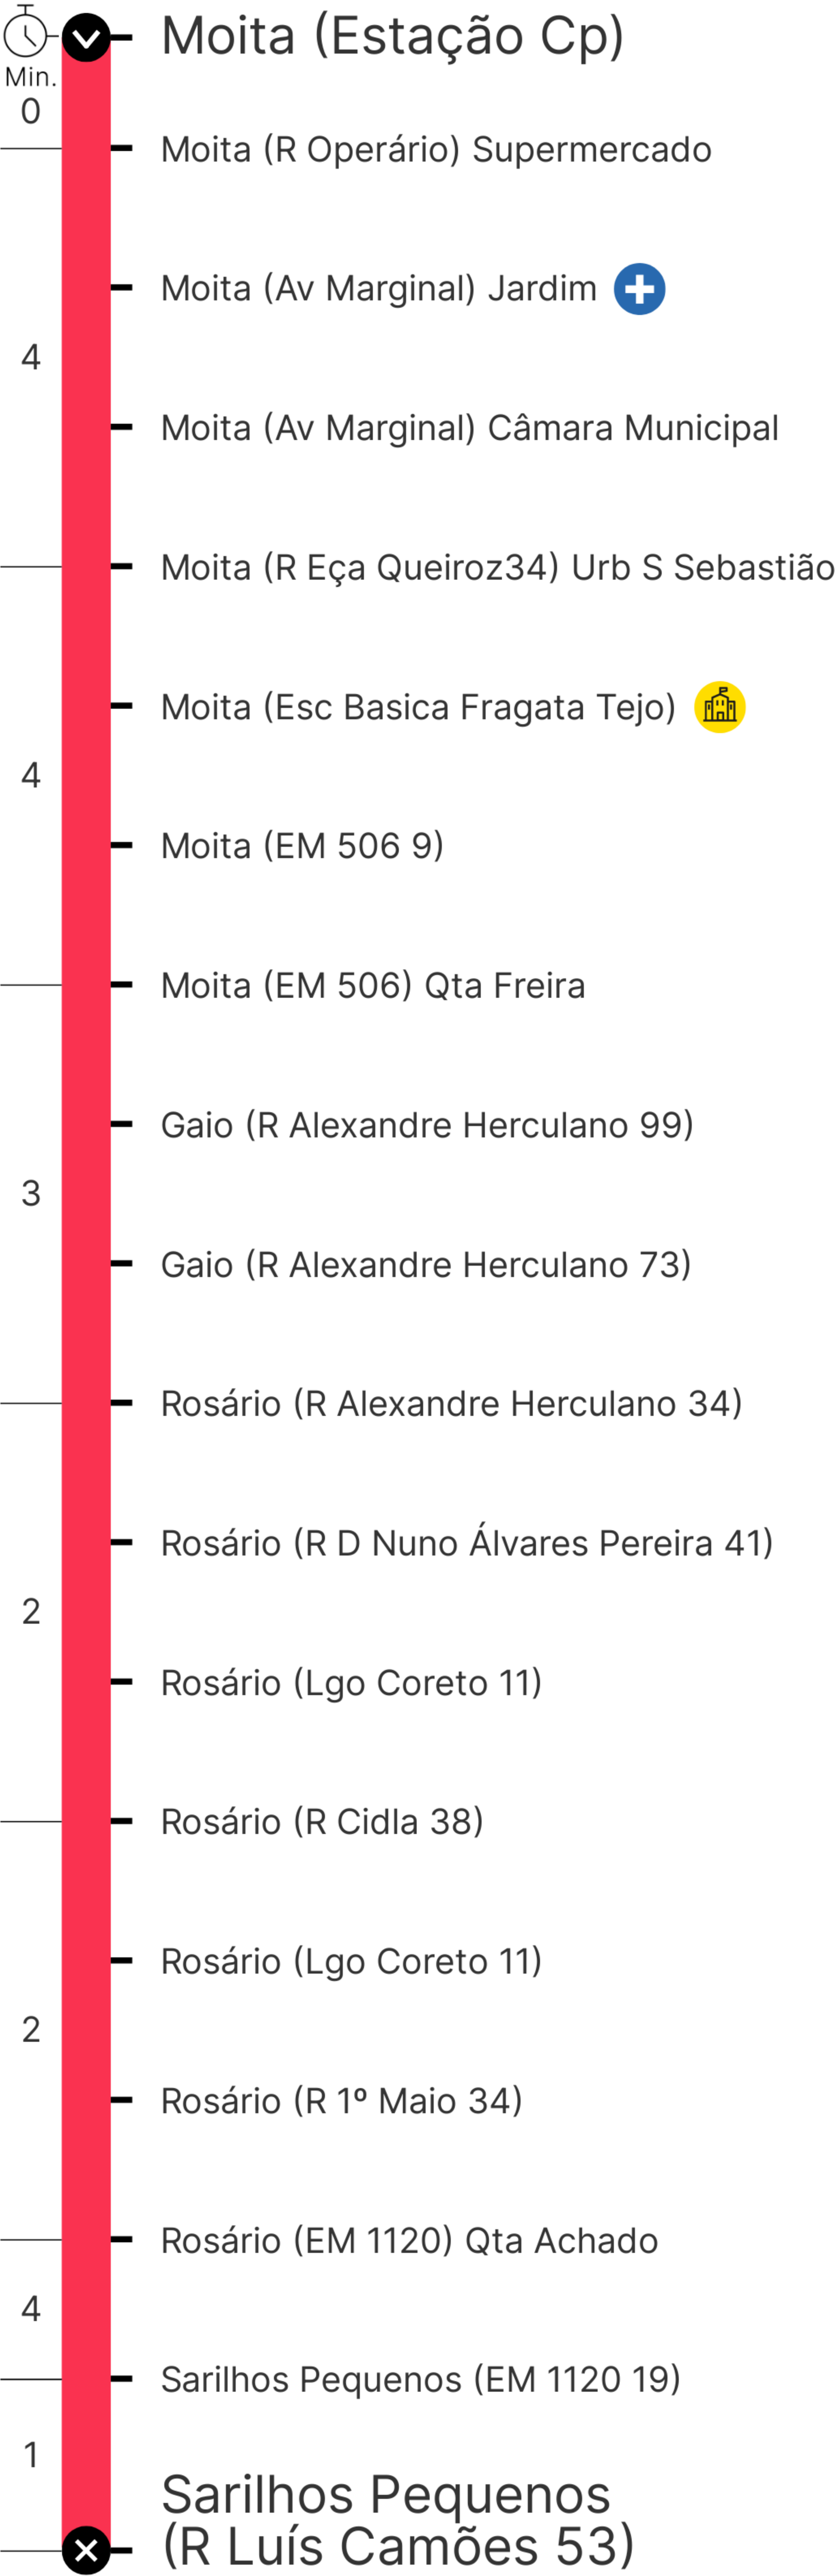 Moita (Estação Cp)
Min.
0
Moita (R Operário) Supermercado
Moita (Av Marginal) Jardim
4
Moita (Av Marginal) Câmara Municipal
Moita (R Eça Queiroz34) Urb S Sebastião
Moita (Esc Basica Fragata Tejo)
4
Moita (EM 506 9)
Moita (EM 506) Qta Freira
Gaio (R Alexandre Herculano 99)
3
Gaio (R Alexandre Herculano 73)
Rosário (R Alexandre Herculano 34)
Rosário (R D Nuno Álvares Pereira 41)
2
Rosário (Lgo Coreto 11)
Rosário (R Cidla 38)
Rosário (Lgo Coreto 11)
2
Rosário (R 1º Maio 34)
Rosário (EM 1120) Qta Achado
4
Sarilhos Pequenos (EM 1120 19)
1
Sarilhos Pequenos
(R Luís Camões 53)